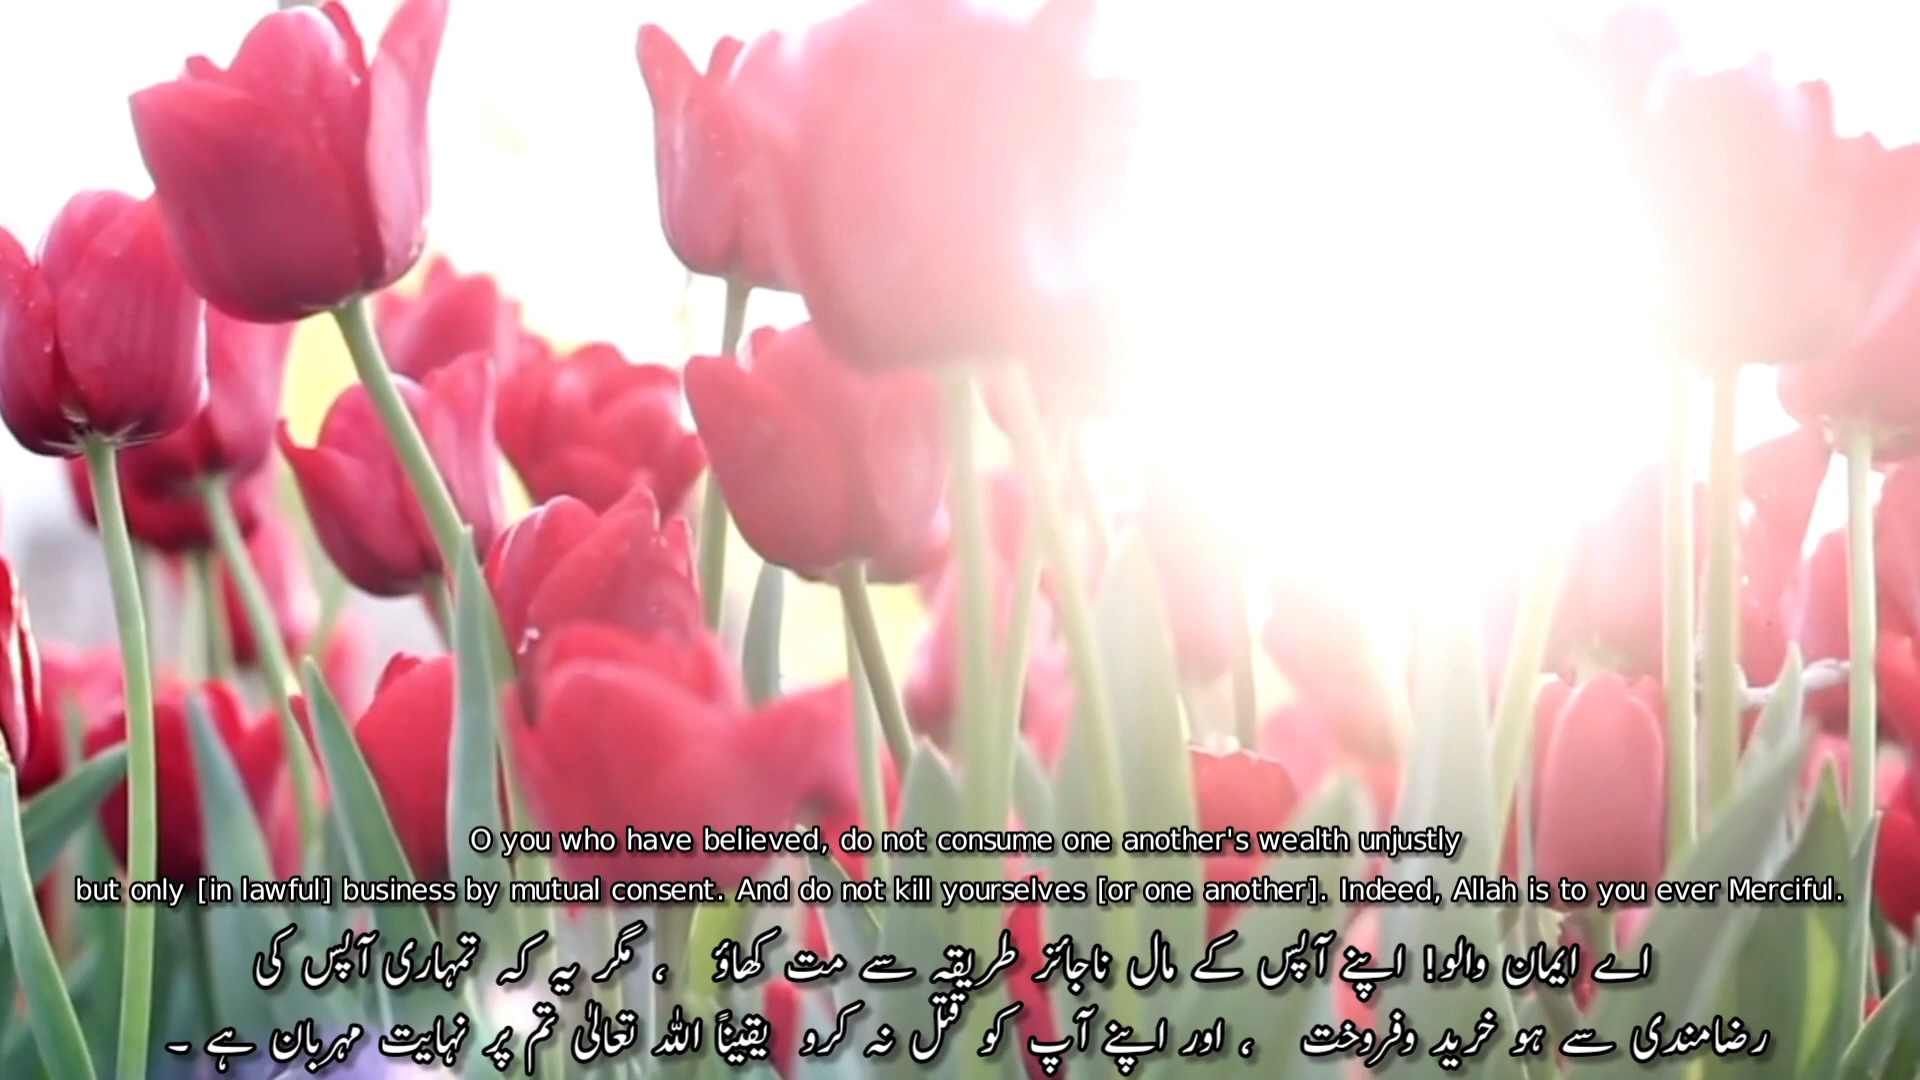 O you who have believed, do not consume one another's wealth unjustly
but only [in lawful] business by mutual consent. And do not kill yourselves [or one another]. Indeed, Allah is to you ever Merciful.
اے ایمان والو! اپنے آپس کے مال ناجائز طریقہ سے مت کھاؤ ، مگر یہ کہ تمہاری آپس کی
رضامندی سے ہو خرید وفروخت ، اور اپنے آپ کو قتل نہ کرو یقیناً اللہ تعالیٰ تم پر نہایت مہربان ہے ۔